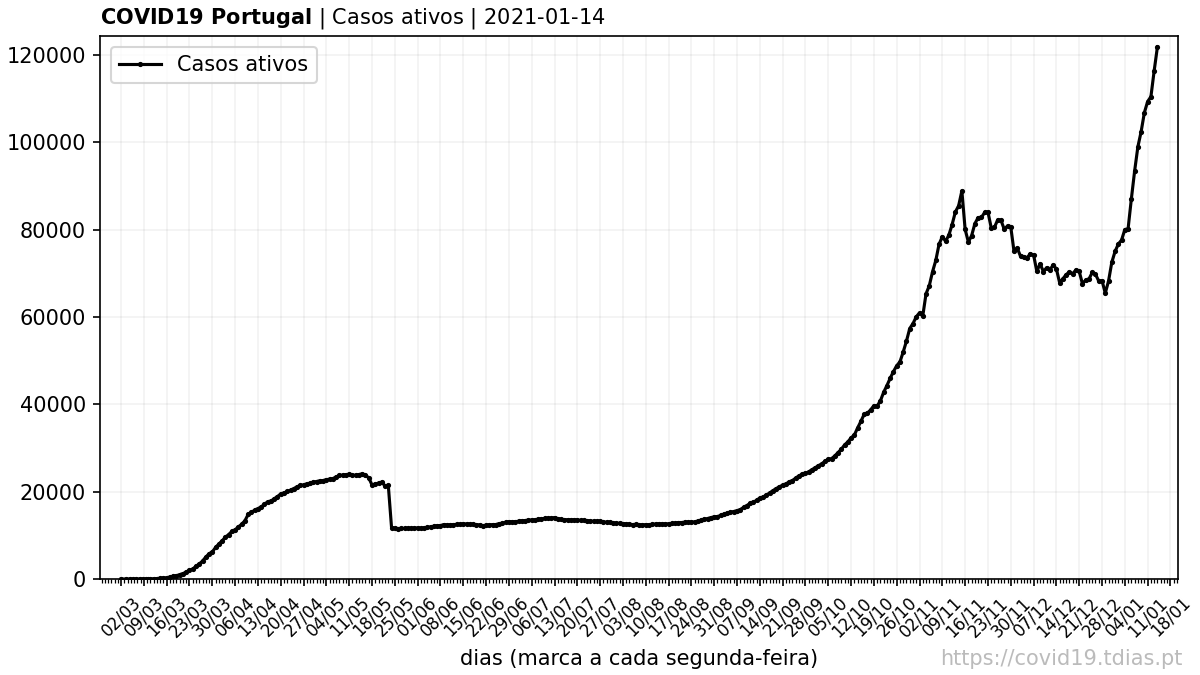 COVID19 Portugal | Casos ativos | 2021-01-14
Casos ativos
120000
100000
80000
60000
40000
20000
0
02/03 09/03 16/03 23/03 30/03 06/04 13/04 20/04 27/04 04/05 11/05 18/05 25/05 01/06 08/06 15/06 22/06 29/06 06/07 13/07 20/07 27/07 03/08 10/08 17/08 24/08 31/08 07/09 14/09 21/09 28/09 05/10 12/10 19/10 26/10 02/11 09/11 16/11 23/11 30/11 07/12 14/12 21/12 28/12 04/01 11/01 18/01
dias (marca a cada segunda-feira)
https://covid19.tdias.pt